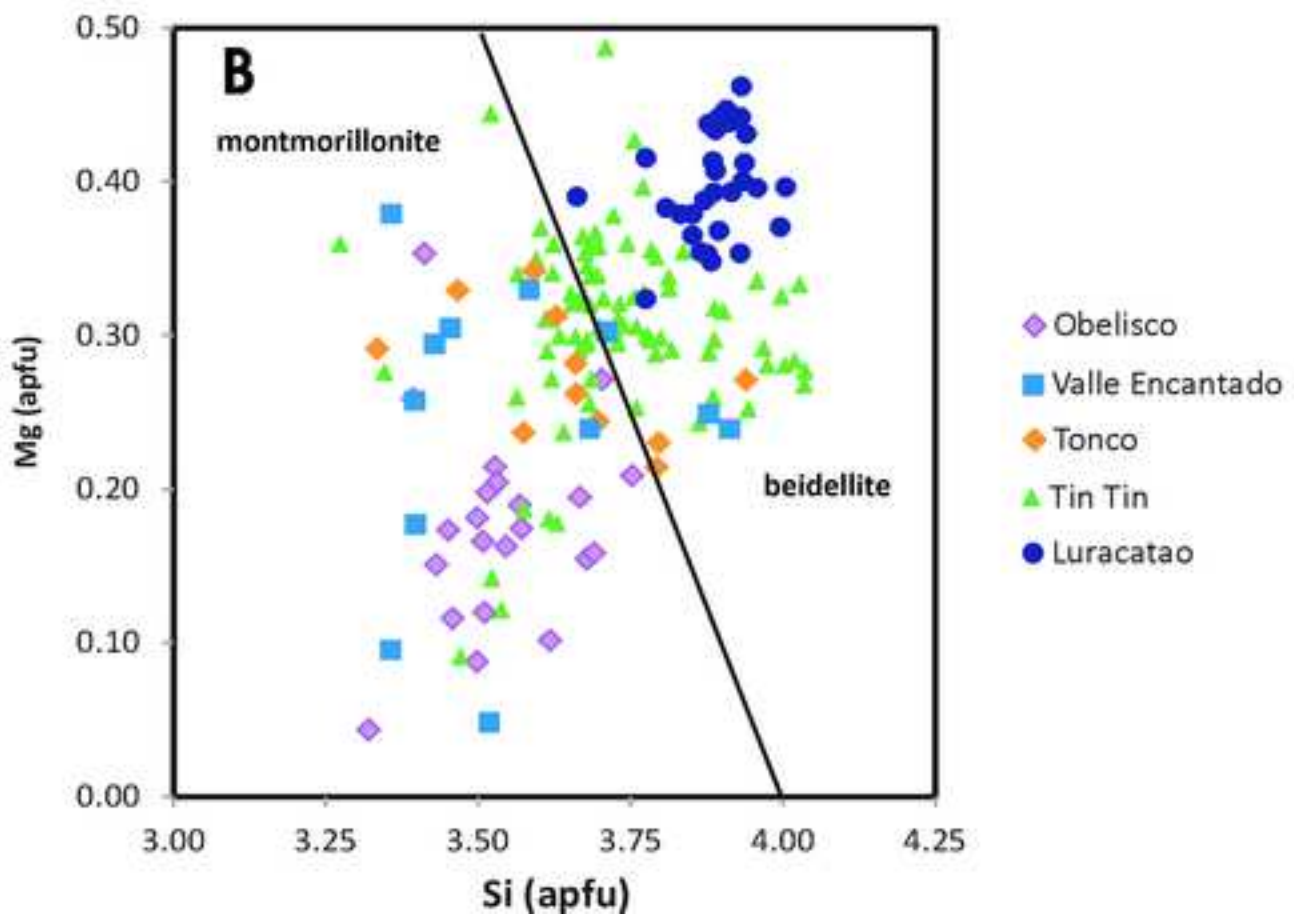 B
montmorillonite
beidellite
0.50
0.40
0.30
0.20
0.10
0.00
Mg (apfu)
3.00 3.25 3.50 3.75 4.00 4.25
Si (apfu)
Obelisco
Valle Encantado
Tonco
Tin Tin
Luracatao